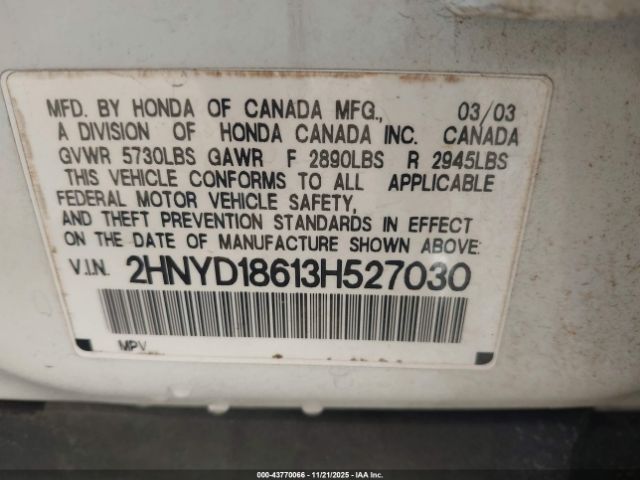 MFD. BY HONDA OF CANADA MFG., 03/03
A DIVISION OF HONDA CANADA INC. CANADA
GVWR 5730LBS GAWR F 2890LBS R 2945LBS
THIS VEHICLE CONFORMS TO ALL APPLICABLE
FEDERAL MOTOR VEHICLE SAFETY,
AND THEFT PREVENTION STANDARDS IN EFFECT
ON THE DATE OF MANUFACTURE SHOWN ABOVE.
V.I.N. 2HNYD18613H527030
MPV
000-43770066 - 11/21/2025 - IAA Inc.